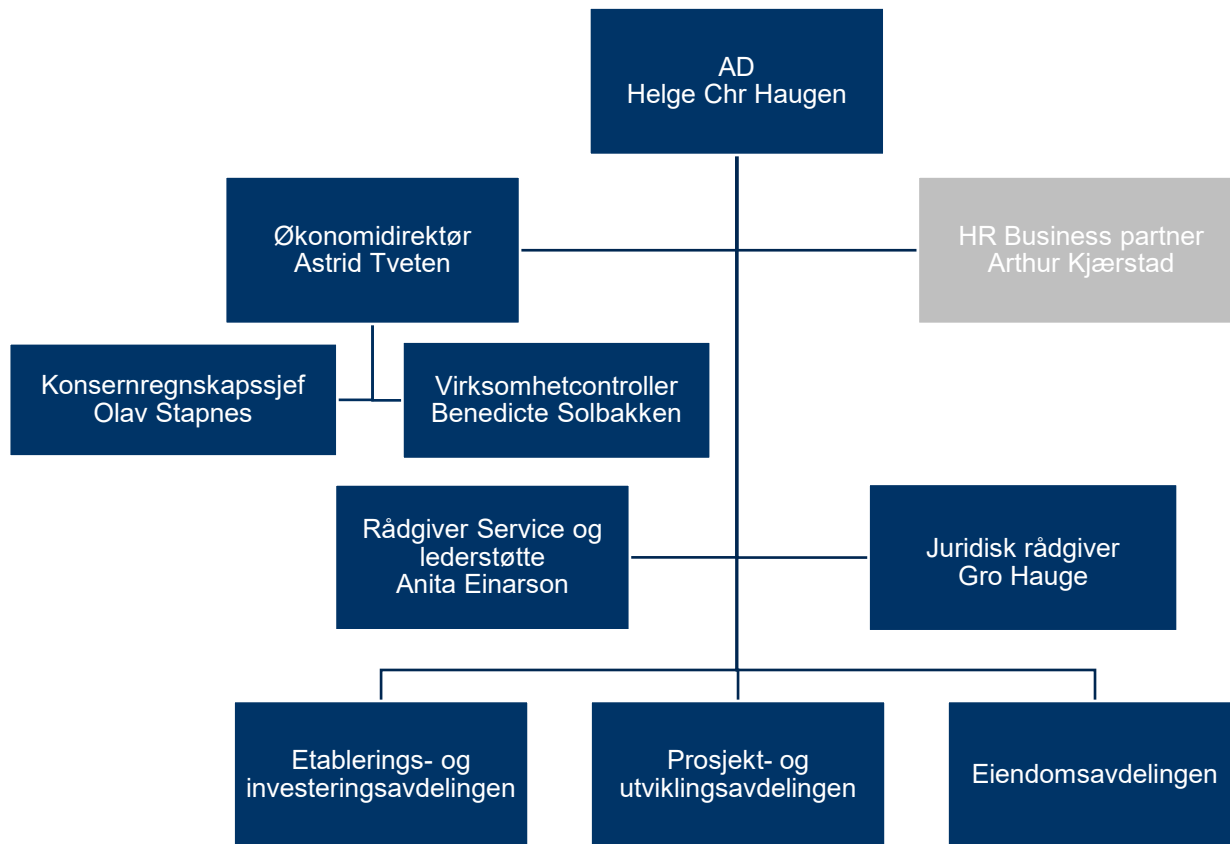 AD
Helge Chr Haugen
Økonomidirektør
Astrid Tveten
HR Business partner
Arthur Kjærstad
Konsernregnskapssjef
Olav Stapnes
Virksomhetcontroller
Benedicte Solbakken
Rådgiver Service og
lederstøtte
Anita Einarson
Juridisk rådgiver
Gro Hauge
Etablerings- og
investeringsavdelingen
Prosjekt- og
utviklingsavdelingen
Eiendomsavdelingen